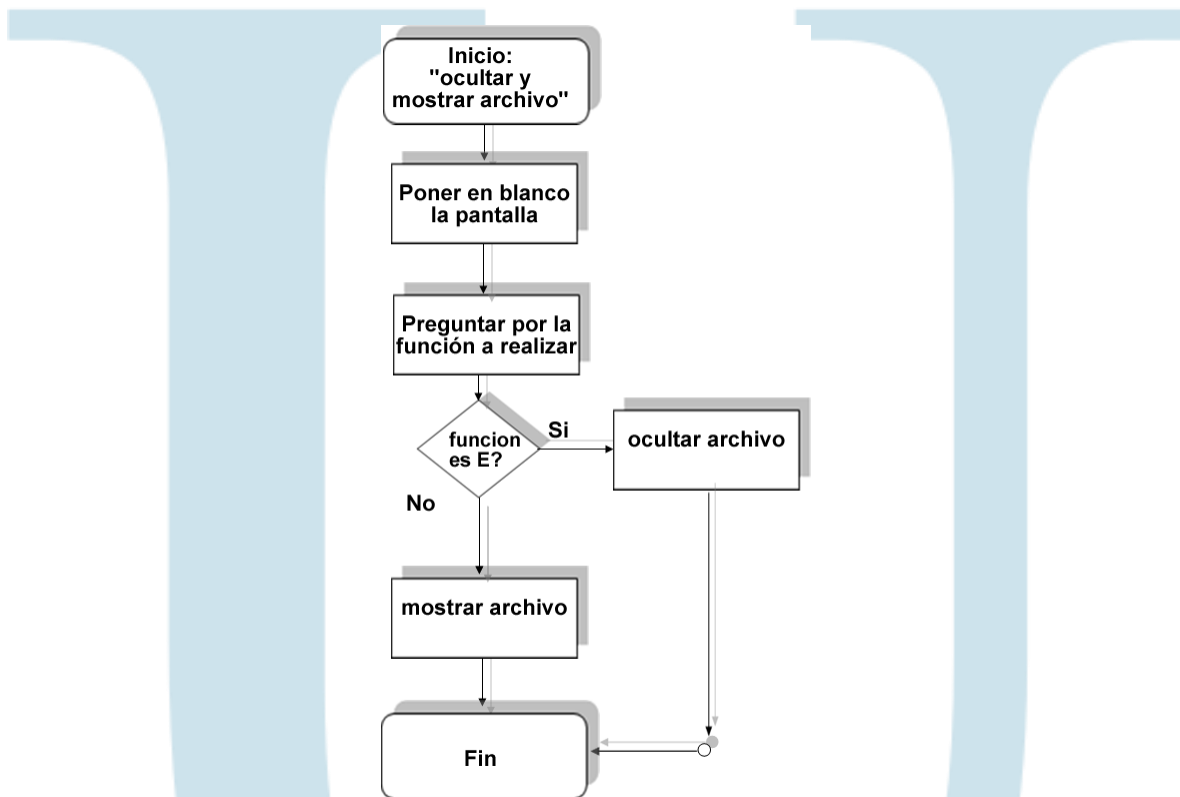 Inicio:
"ocultar y
mostrar archivo"
Poner en blanco
la pantalla
Preguntar por la
función a realizar
funcion
es E?
Si
ocultar archivo
No
mostrar archivo
Fin